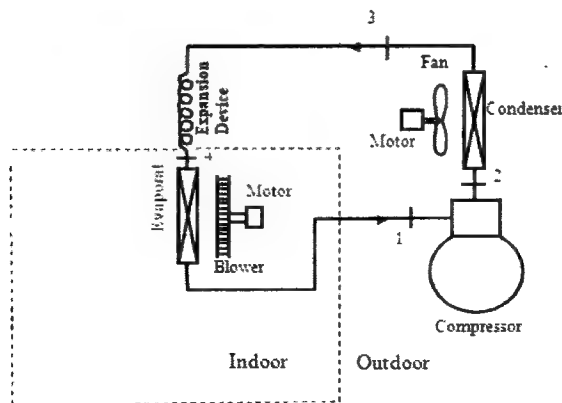 3
Fan
Condenser
Motor
Expansion
Device
4
2
Evaporat
Motor
1
Blower
Compressor
Indoor
Outdoor